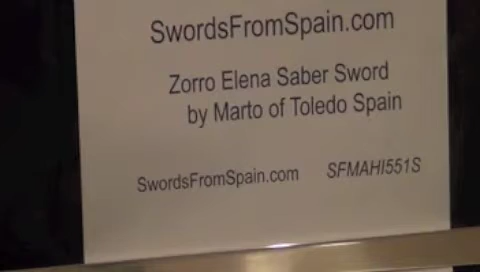 SwordsFromSpain.com
Zorro Elena Saber Sword
by Marto of Toledo Spain
SwordsFromSpain.com SFMAHI551S